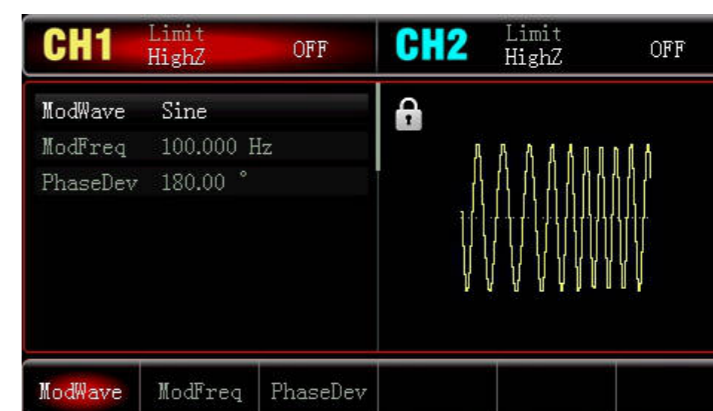 CH1 Limit HighZ OFF CH2 Limit HighZ OFF
ModWave Sine
ModFreq 100.000 Hz
PhaseDev 180.00 °
ModWave ModFreq PhaseDev